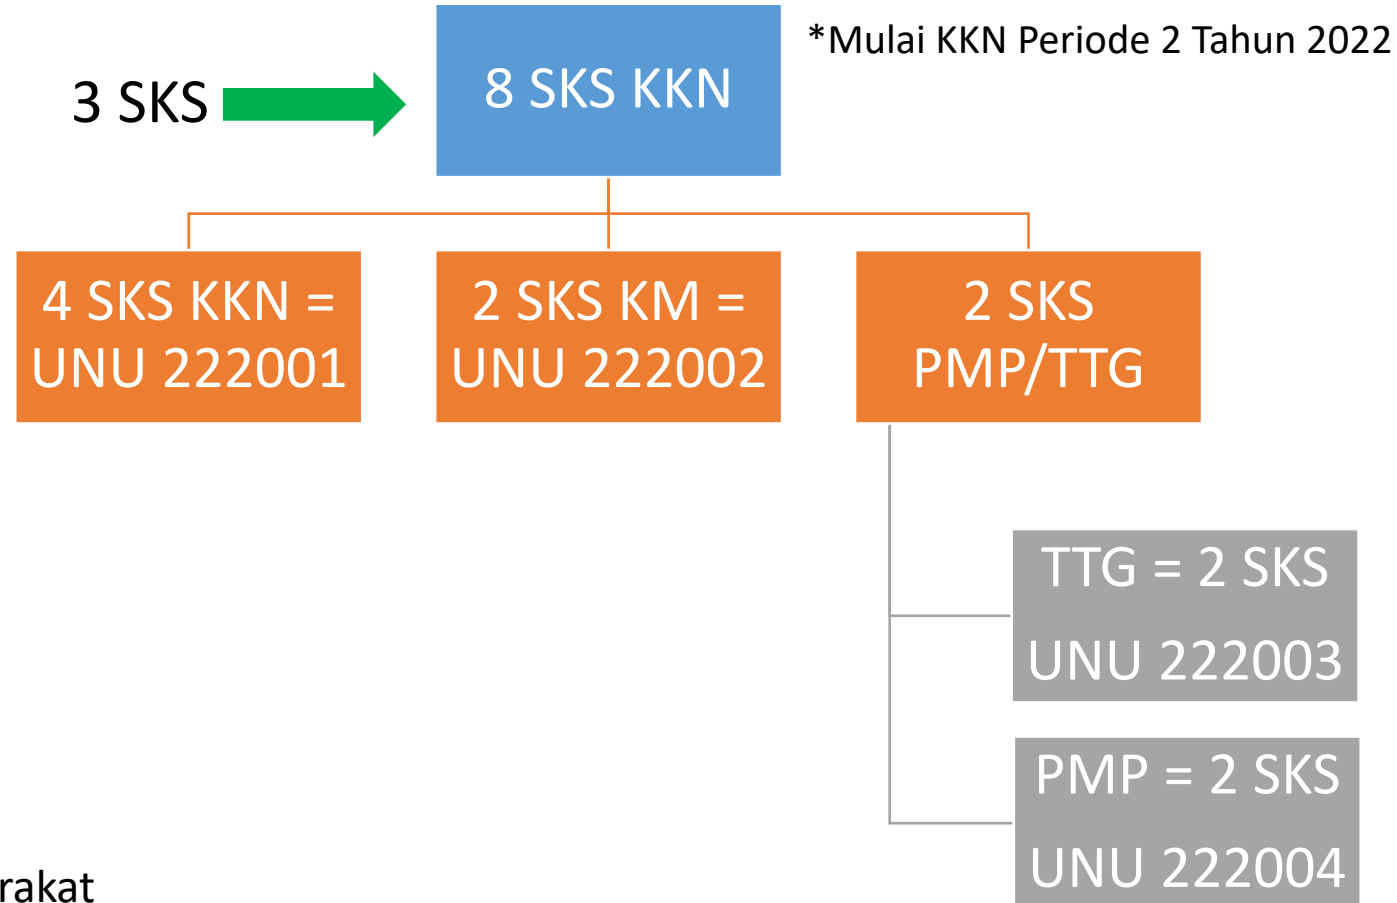 *Mulai KKN Periode 2 Tahun 2022
3 SKS
8 SKS KKN
4 SKS KKN =
UNU 222001
2 SKS KM =
UNU 222002
2 SKS
PMP/TTG
TTG = 2 SKS
UNU 222003
PMP = 2 SKS
UNU 222004
rakat